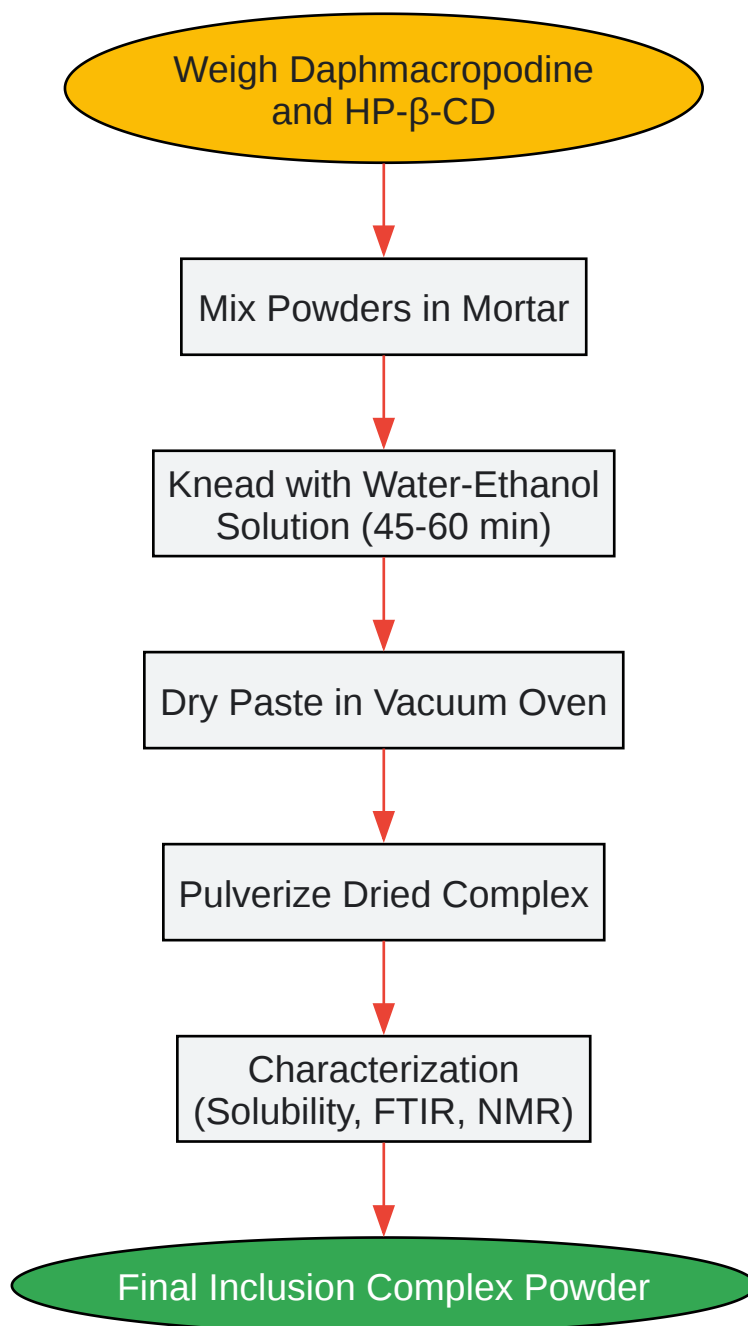 Weigh Daphmacropodine
and HP-β-CD
Mix Powders in Mortar
Knead with Water-Ethanol
Solution (45-60 min)
Dry Paste in Vacuum Oven
Pulverize Dried Complex
Characterization
(Solubility, FTIR, NMR)
Final Inclusion Complex Powder